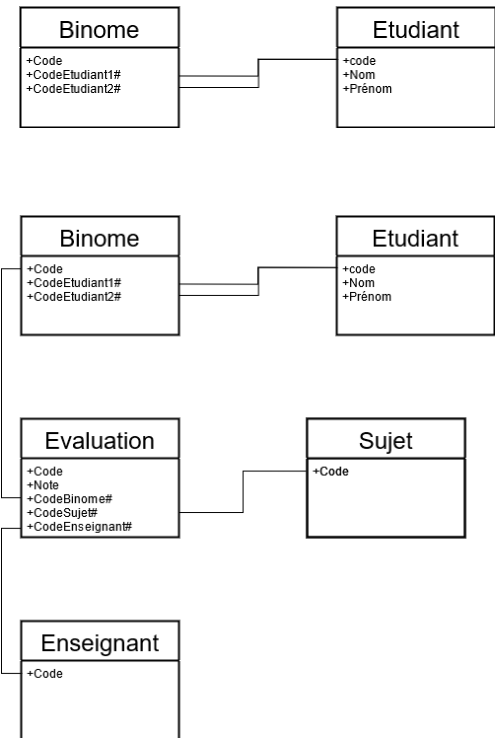 Binome
+Code
+CodeEtudiant1#
+CodeEtudiant2#
Etudiant
+code
+Nom
+Prénom
Binome
+Code
+CodeEtudiant1#
+CodeEtudiant2#
Etudiant
+code
+Nom
+Prénom
Evaluation
+Code
+Note
+CodeBinome#
+CodeSujet#
+CodeEnseignant#
Sujet
+Code
Enseignant
+Code